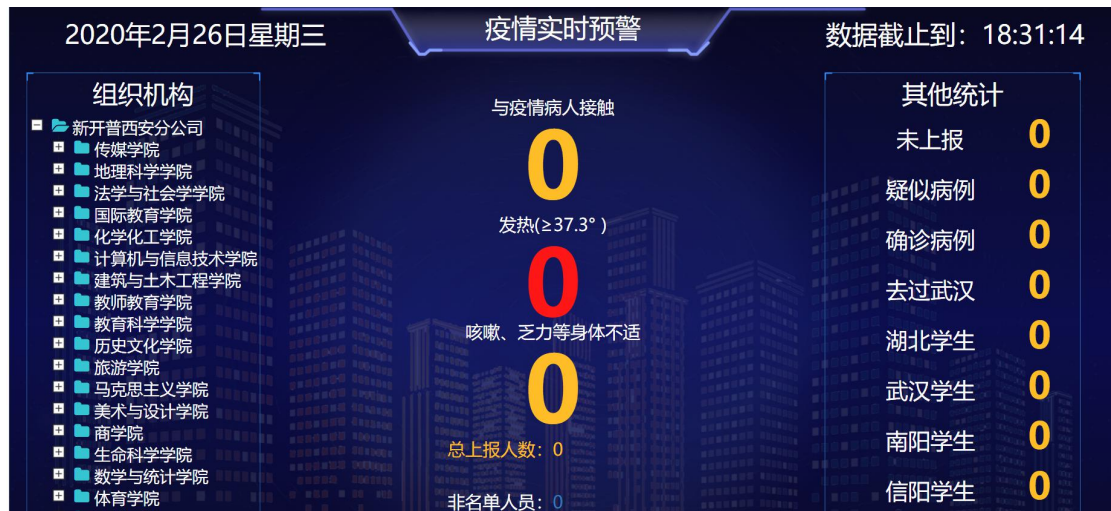 2020年2月26日星期三
疫情实时预警
数据截止到：18:31:14
组织机构
新开普西安分公司
传媒学院
地理科学学院
法学与社会学学院
国际教育学院
化学化工学院
计算机与信息技术学院
建筑与土木工程学院
教师教育学院
教育科学学院
历史文化学院
旅游学院
马克思主义学院
美术与设计学院
商学院
生命科学学院
数学与统计学院
体育学院
与疫情病人接触
0
发热(≥37.3° )
0
咳嗽、乏力等身体不适
0
总上报人数：0
非名单人员：0
其他统计
未上报 0
疑似病例 0
确诊病例 0
去过武汉 0
湖北学生 0
武汉学生 0
南阳学生 0
信阳学生 0